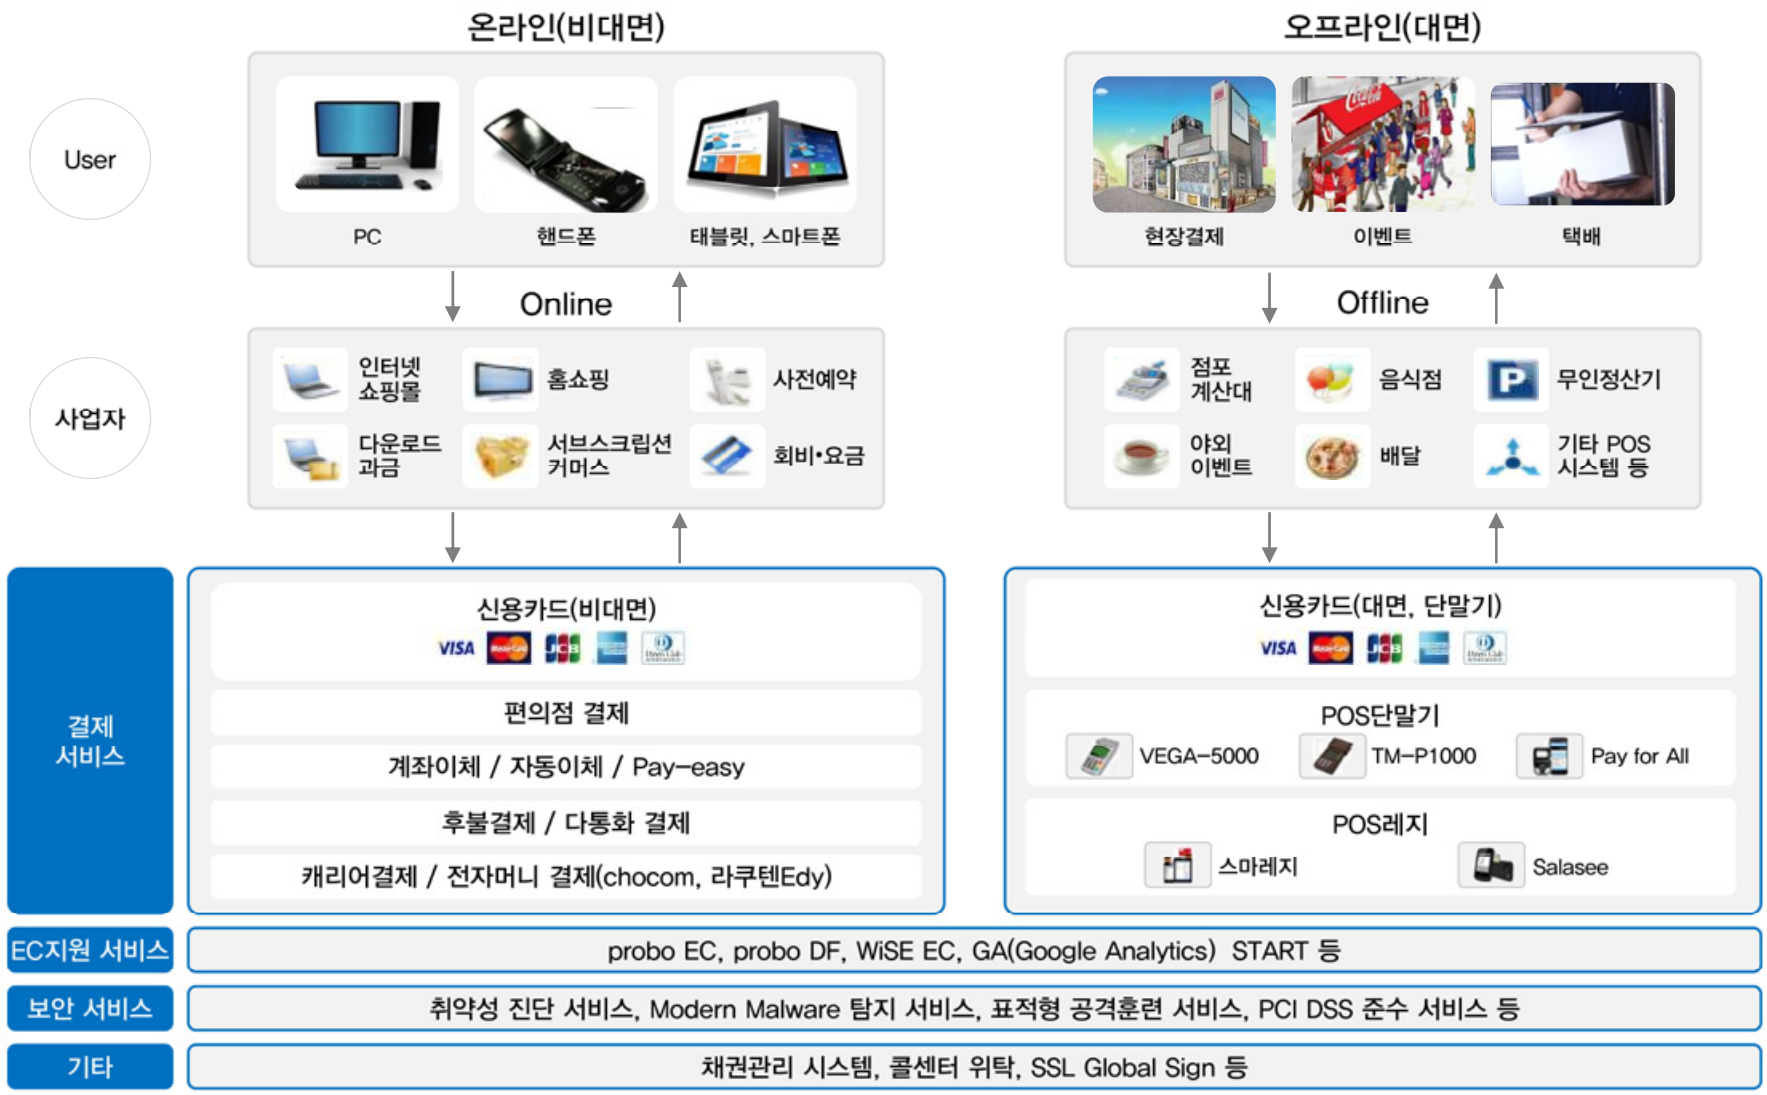 온라인(비대면)
오프라인(대면)
User
PC
핸드폰
태블릿, 스마트폰
Coca-Cola
현장결제
이벤트
택배
Online
Offline
사업자
인터넷
쇼핑몰
홈쇼핑
사전예약
다운로드
과금
서브스크립션
커머스
회비•요금
점포
계산대
음식점
P
무인정산기
야외
이벤트
배달
기타 POS
시스템 등
결제
서비스
신용카드(비대면)
VISA MasterCard JCB
편의점 결제
계좌이체 / 자동이체 / Pay-easy
후불결제 / 다통화 결제
캐리어결제 / 전자머니 결제(chocom, 라쿠텐Edy)
신용카드(대면, 단말기)
VISA MasterCard JCB
POS단말기
VEGA-5000
TM-P1000
Pay for All
POS레지
스마레지
Salasee
EC지원 서비스
probo EC, probo DF, WiSE EC, GA(Google Analytics) START 등
보안 서비스
취약성 진단 서비스, Modern Malware 탐지 서비스, 표적형 공격훈련 서비스, PCI DSS 준수 서비스 등
기타
채권관리 시스템, 콜센터 위탁, SSL Global Sign 등